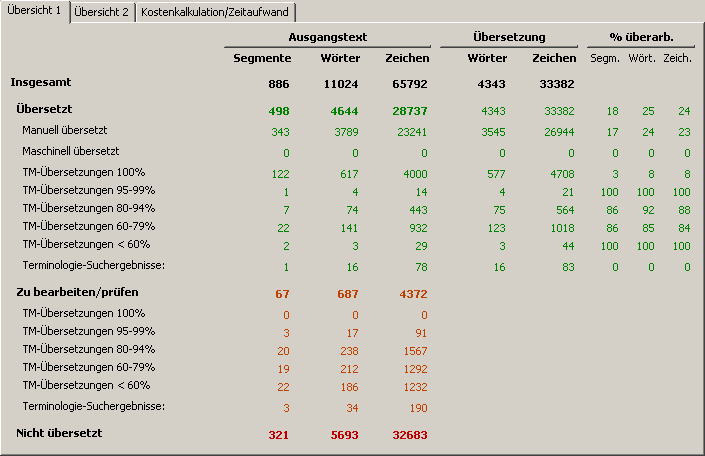 Übersicht 1 Übersicht 2 Kostenkalkulation/Zeitaufwand
Ausgangstext Übersetzung % überarb.
Segmente Wörter Zeichen Wörter Zeichen Segm. Wört. Zeich.
Insgesamt 886 11024 65792 4343 33382
Übersetzt 498 4644 28737 4343 33382 18 25 24
Manuell übersetzt 343 3789 23241 3545 26944 17 24 23
Maschinell übersetzt 0 0 0 0 0 0 0 0
TM-Übersetzungen 100% 122 617 4000 577 4708 3 8 8
TM-Übersetzungen 95-99% 1 4 14 4 21 100 100 100
TM-Übersetzungen 80-94% 7 74 443 75 564 86 92 88
TM-Übersetzungen 60-79% 22 141 932 123 1018 86 85 84
TM-Übersetzungen < 60% 2 3 29 3 44 100 100 100
Terminologie-Suchergebnisse: 1 16 78 16 83 0 0 0
Zu bearbeiten/prüfen 67 687 4372
TM-Übersetzungen 100% 0 0 0
TM-Übersetzungen 95-99% 3 17 91
TM-Übersetzungen 80-94% 20 238 1567
TM-Übersetzungen 60-79% 19 212 1292
TM-Übersetzungen < 60% 22 186 1232
Terminologie-Suchergebnisse: 3 34 190
Nicht übersetzt 321 5693 32683